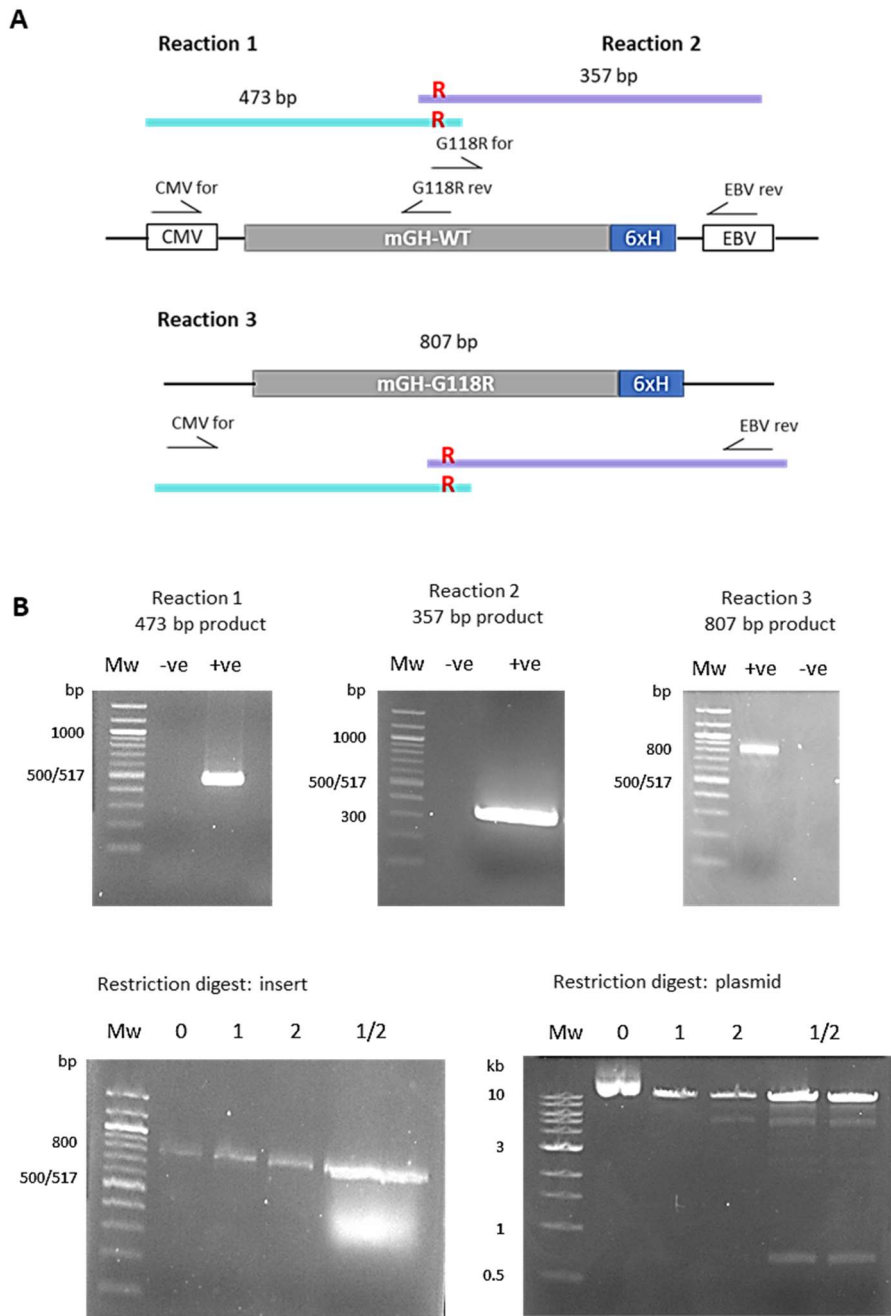 A
Reaction 1
Reaction 2
357 bp
R
473 bp
R
G118R for
CMV for
G118R rev
EBV rev
CMV
mGH-WT
6xH
EBV
Reaction 3
807 bp
mGH-G118R
6xH
CMV for
EBV rev
R
R
B
Reaction 1
473 bp product
Mw -ve +ve
bp
1000
500/517
Reaction 2
357 bp product
Mw -ve +ve
bp
1000
500/517
300
Reaction 3
807 bp product
Mw +ve -ve
bp
800
500/517
Restriction digest: insert
Mw 0 1 2 1/2
bp
800
500/517
Restriction digest: plasmid
Mw 0 1 2 1/2
kb
10
3
1
0.5